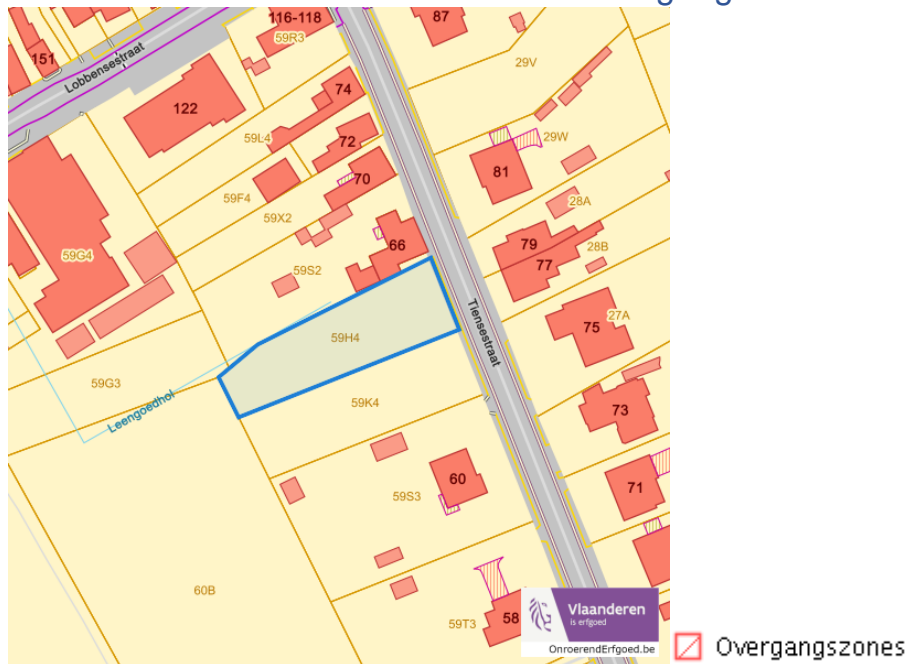 116-118
59R3
87
151
Lobbensestraat
29V
122
74
59L4
72
29W
81
70
59F4
28A
59X2
66
79
28B
59G4
77
59S2
Tiensestraat
75
27A
59H4
59G3
59K4
Leengoedhol
73
60
71
59S3
60B
59T3
58
Vlaanderen
is erfgoed
OnroerendErfgoed.be
Overgangszones